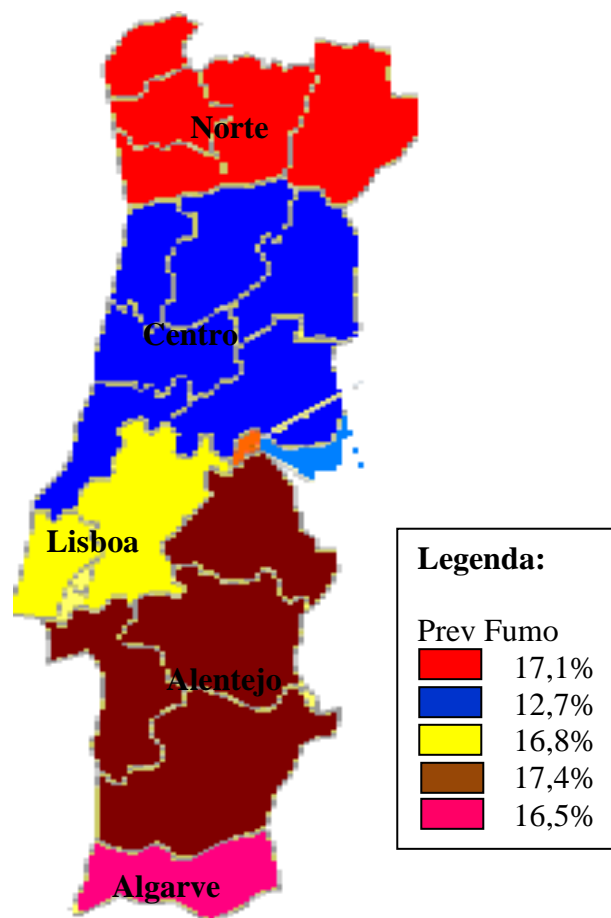 Norte
Centro
Lisboa
Alentejo
Algarve
Legenda:
Prev Fumo
17,1%
12,7%
16,8%
17,4%
16,5%